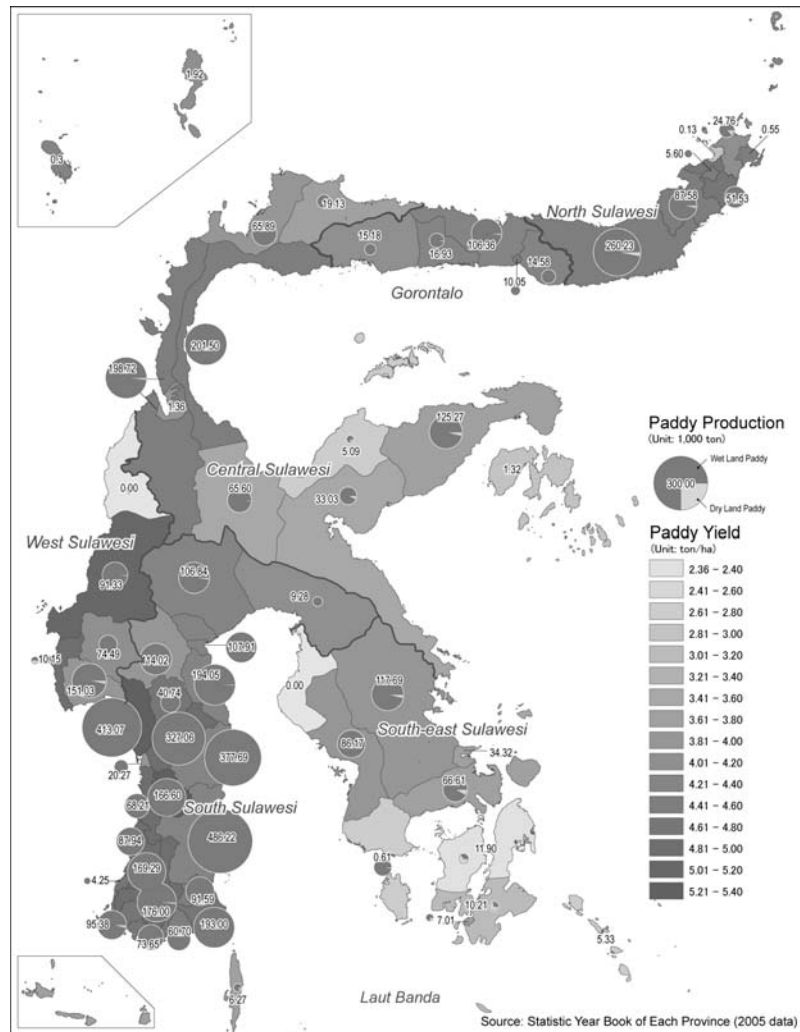 1.92
0.3
24.76
0.13
0.55
5.60
87.58
51.53
19.13
65.89
North Sulawesi
15.18
16.93
106.36
260.23
14.58
10.05
Gorontalo
201.50
198.72
1.36
125.27
Paddy Production
(Unit: 1,000 ton)
Wet Land Paddy
300.00
Dry Land Paddy
5.09
1.32
Central Sulawesi
0.00
65.60
33.03
Paddy Yield
(Unit: ton/ha)
2.36 – 2.40
2.41 – 2.60
2.61 – 2.80
2.81 – 3.00
3.01 – 3.20
3.21 – 3.40
3.41 – 3.60
3.61 – 3.80
3.81 – 4.00
4.01 – 4.20
4.21 – 4.40
4.41 – 4.60
4.61 – 4.80
4.81 – 5.00
5.01 – 5.20
5.21 – 5.40
West Sulawesi
91.33
106.64
9.28
107.91
74.49
10.15
114.02
151.03
194.05
0.00
117.69
40.74
413.07
327.06
377.69
South-east Sulawesi
86.17
34.32
20.27
166.60
66.61
68.21
South Sulawesi
87.94
486.22
11.90
0.61
169.29
4.25
91.59
10.21
176.00
7.01
95.38
193.00
60.70
73.65
5.33
6.27
Laut Banda
Source: Statistic Year Book of Each Province (2005 data)